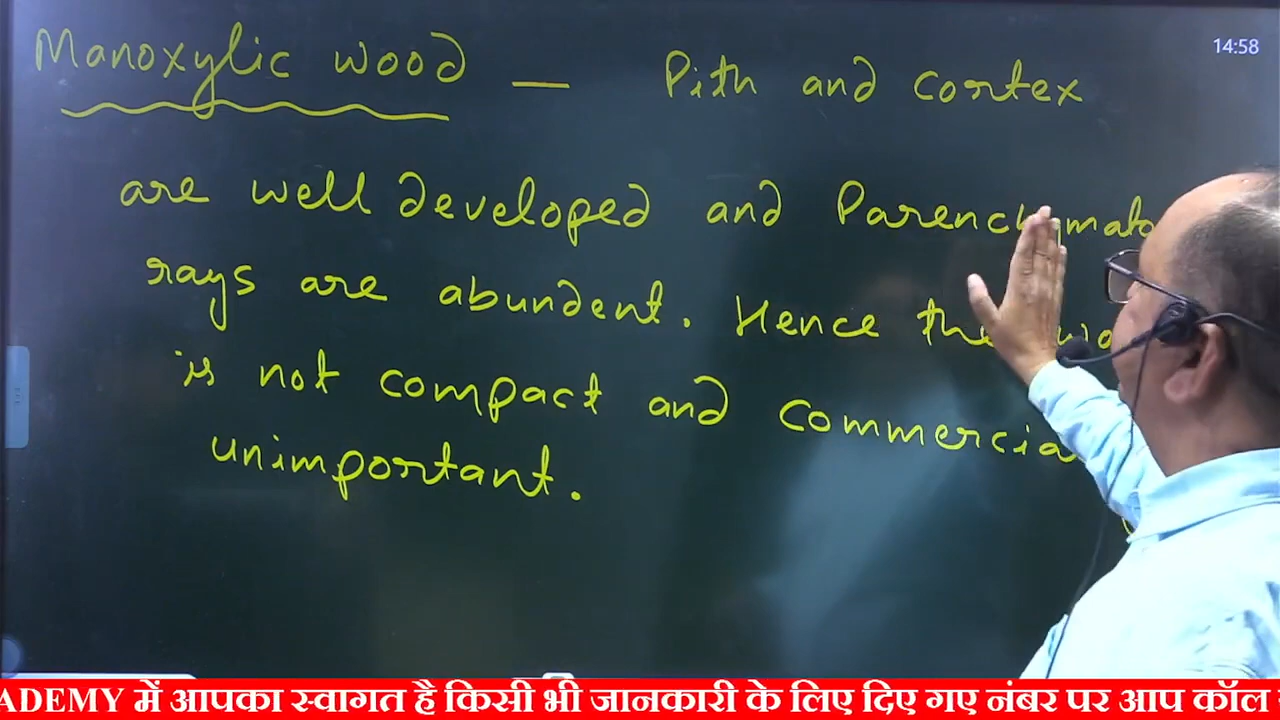 Manoxylic wood — Pith and cortex
14:58
are well developed and Parenchymato
rays are abundent. Hence the
is not compact and commercia
unimportant.
ADEMY में आपका स्वागत है किसी भी जानकारी के लिए दिए गए नंबर पर आप कॉल